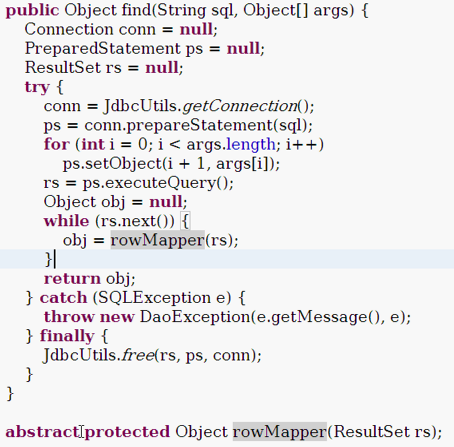 public Object find(String sql, Object[] args) {
Connection conn = null;
PreparedStatement ps = null;
ResultSet rs = null;
try {
conn = JdbcUtils.getConnection();
ps = conn.prepareStatement(sql);
for (int i = 0; i < args.length; i++)
ps.setObject(i + 1, args[i]);
rs = ps.executeQuery();
Object obj = null;
while (rs.next()) {
obj = rowMapper(rs);
}
return obj;
} catch (SQLException e) {
throw new DaoException(e.getMessage(), e);
} finally {
JdbcUtils.free(rs, ps, conn);
}
}
abstract protected Object rowMapper(ResultSet rs);